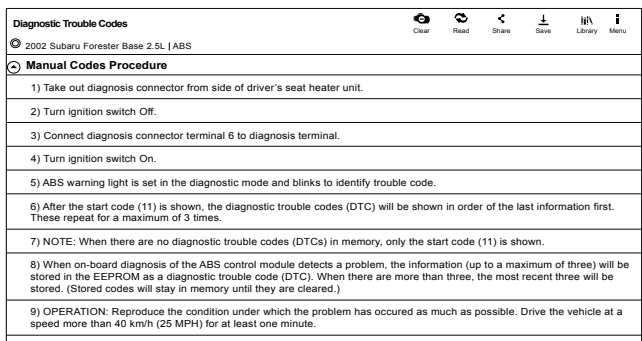 Diagnostic Trouble Codes
Clear Read Share Save Library Menu
2002 Subaru Forester Base 2.5L | ABS
Manual Codes Procedure
1) Take out diagnosis connector from side of driver's seat heater unit.
2) Turn ignition switch Off.
3) Connect diagnosis connector terminal 6 to diagnosis terminal.
4) Turn ignition switch On.
5) ABS warning light is set in the diagnostic mode and blinks to identify trouble code.
6) After the start code (11) is shown, the diagnostic trouble codes (DTC) will be shown in order of the last information first.
These repeat for a maximum of 3 times.
7) NOTE: When there are no diagnostic trouble codes (DTCs) in memory, only the start code (11) is shown.
8) When on-board diagnosis of the ABS control module detects a problem, the information (up to a maximum of three) will be
stored in the EEPROM as a diagnostic trouble code (DTC). When there are more than three, the most recent three will be
stored. (Stored codes will stay in memory until they are cleared.)
9) OPERATION: Reproduce the condition under which the problem has occured as much as possible. Drive the vehicle at a
speed more than 40 km/h (25 MPH) for at least one minute.